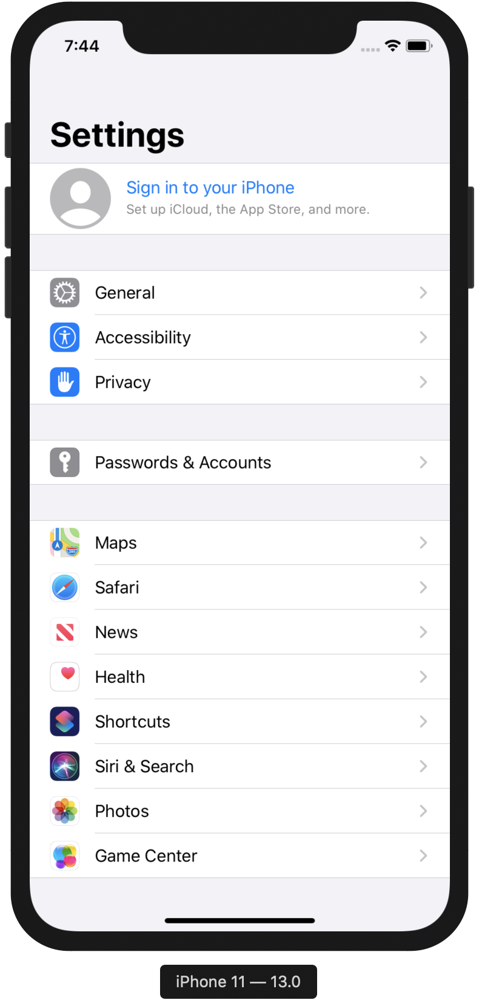 7:44
Settings
Sign in to your iPhone
Set up iCloud, the App Store, and more.
General
Accessibility
Privacy
Passwords & Accounts
280
Maps
Safari
News
Health
Shortcuts
Siri & Search
Photos
Game Center
iPhone 11 — 13.0